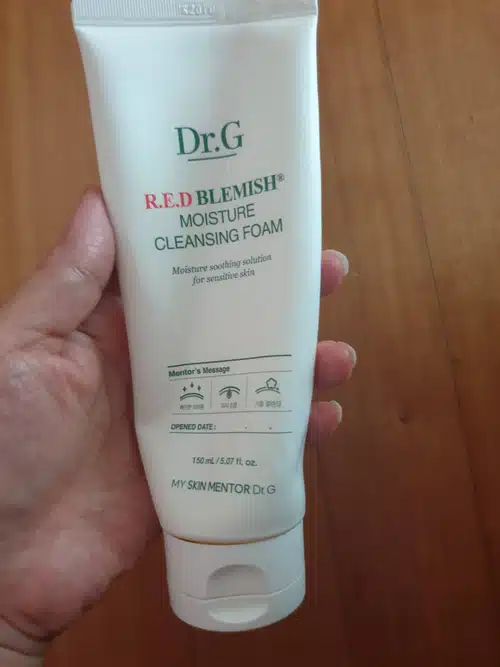 Dr.G
R.E.D BLEMISH®
MOISTURE
CLEANSING FOAM
Moisture soothing solution
for sensitive skin
Mentor's Message
OPENED DATE : . .
150 mL / 5.07 fl. oz.
MY SKIN MENTOR Dr.G